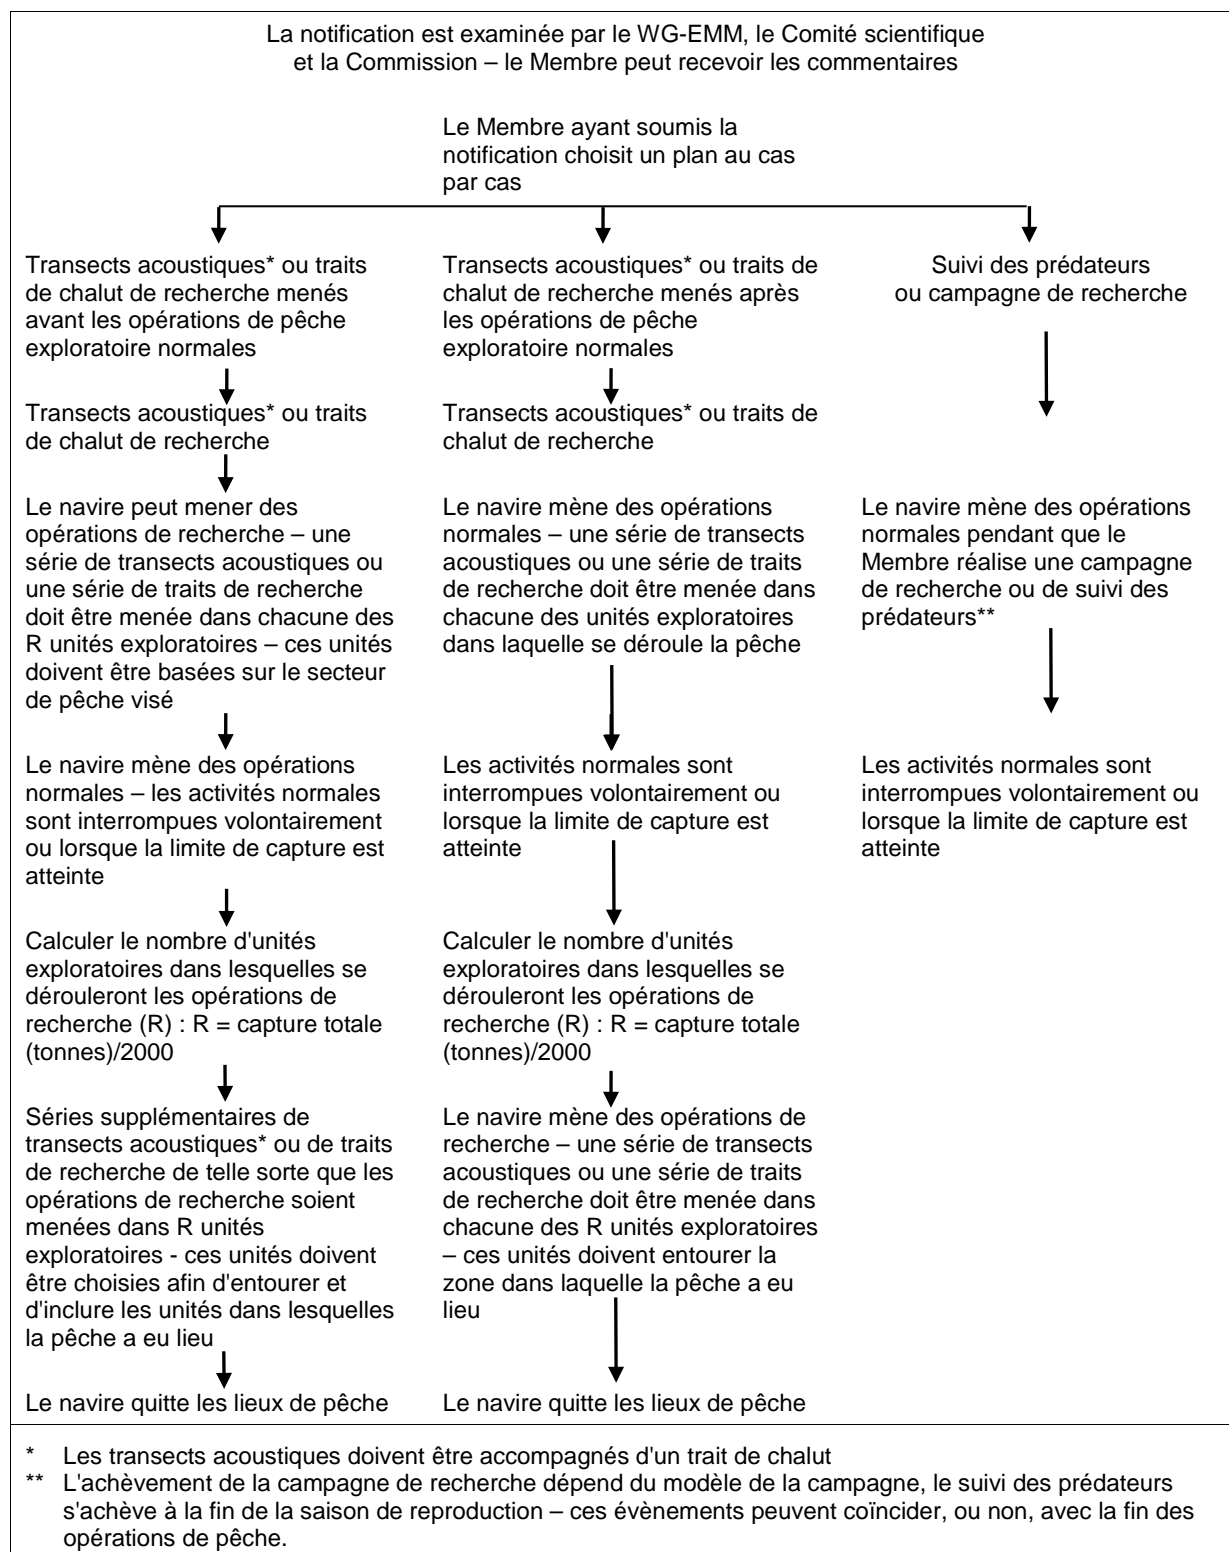 La notification est examinée par le WG-EMM, le Comité scientifique
et la Commission – le Membre peut recevoir les commentaires
Le Membre ayant soumis la
notification choisit un plan au cas
par cas
Transects acoustiques* ou traits
de chalut de recherche menés
avant les opérations de pêche
exploratoire normales
Transects acoustiques* ou traits
de chalut de recherche
Le navire peut mener des
opérations de recherche – une
série de transects acoustiques ou
une série de traits de recherche
doit être menée dans chacune des
R unités exploratoires – ces unités
doivent être basées sur le secteur
de pêche visé
Le navire mène des opérations
normales – les activités normales
sont interrompues volontairement
ou lorsque la limite de capture est
atteinte
Calculer le nombre d'unités
exploratoires dans lesquelles se
dérouleront les opérations de
recherche (R) : R = capture totale
(tonnes)/2000
Séries supplémentaires de
transects acoustiques* ou de traits
de recherche de telle sorte que les
opérations de recherche soient
menées dans R unités
exploratoires - ces unités doivent
être choisies afin d'entourer et
d'inclure les unités dans lesquelles
la pêche a eu lieu
Le navire quitte les lieux de pêche
Transects acoustiques* ou traits de
chalut de recherche menés après
les opérations de pêche
exploratoire normales
Transects acoustiques* ou traits de
chalut de recherche
Le navire mène des opérations
normales – une série de transects
acoustiques ou une série de traits
de recherche doit être menée dans
chacune des unités exploratoires
dans laquelle se déroule la pêche
Les activités normales sont
interrompues volontairement ou
lorsque la limite de capture est
atteinte
Calculer le nombre d'unités
exploratoires dans lesquelles se
dérouleront les opérations de
recherche (R) : R = capture totale
(tonnes)/2000
Le navire mène des opérations de
recherche – une série de transects
acoustiques ou une série de traits
de recherche doit être menée dans
chacune des R unités exploratoires
– ces unités doivent entourer la
zone dans laquelle la pêche a eu
lieu
Le navire quitte les lieux de pêche
Suivi des prédateurs
ou campagne de recherche
Le navire mène des opérations
normales pendant que le
Membre réalise une campagne
de recherche ou de suivi des
prédateurs**
Les activités normales sont
interrompues volontairement ou
lorsque la limite de capture est
atteinte
* Les transects acoustiques doivent être accompagnés d'un trait de chalut
** L'achèvement de la campagne de recherche dépend du modèle de la campagne, le suivi des prédateurs
s'achève à la fin de la saison de reproduction – ces évènements peuvent coïncider, ou non, avec la fin des
opérations de pêche.